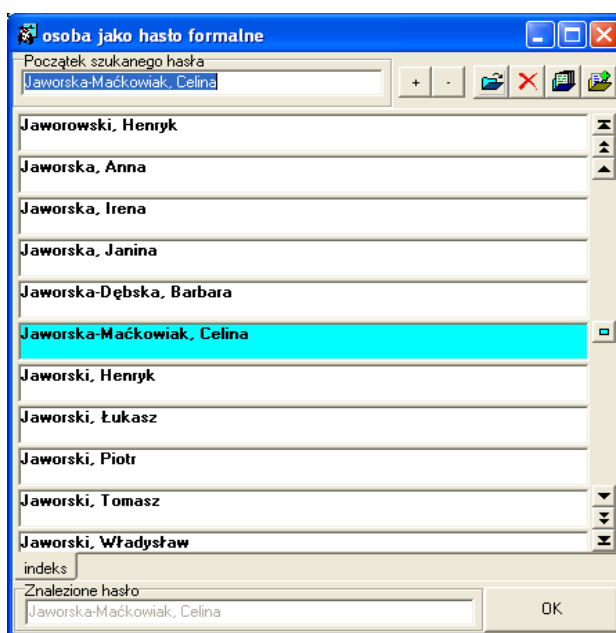 osoba jako hasło formalne
Początek szukanego hasła
Jaworska-Maćkowiak, Celina
+ -
Jaworowski, Henryk
Jaworska, Anna
Jaworska, Irena
Jaworska, Janina
Jaworska-Dębska, Barbara
Jaworska-Maćkowiak, Celina
Jaworski, Henryk
Jaworski, Łukasz
Jaworski, Piotr
Jaworski, Tomasz
Jaworski, Władysław
indeks
Znalezione hasło
Jaworska-Maćkowiak, Celina
OK